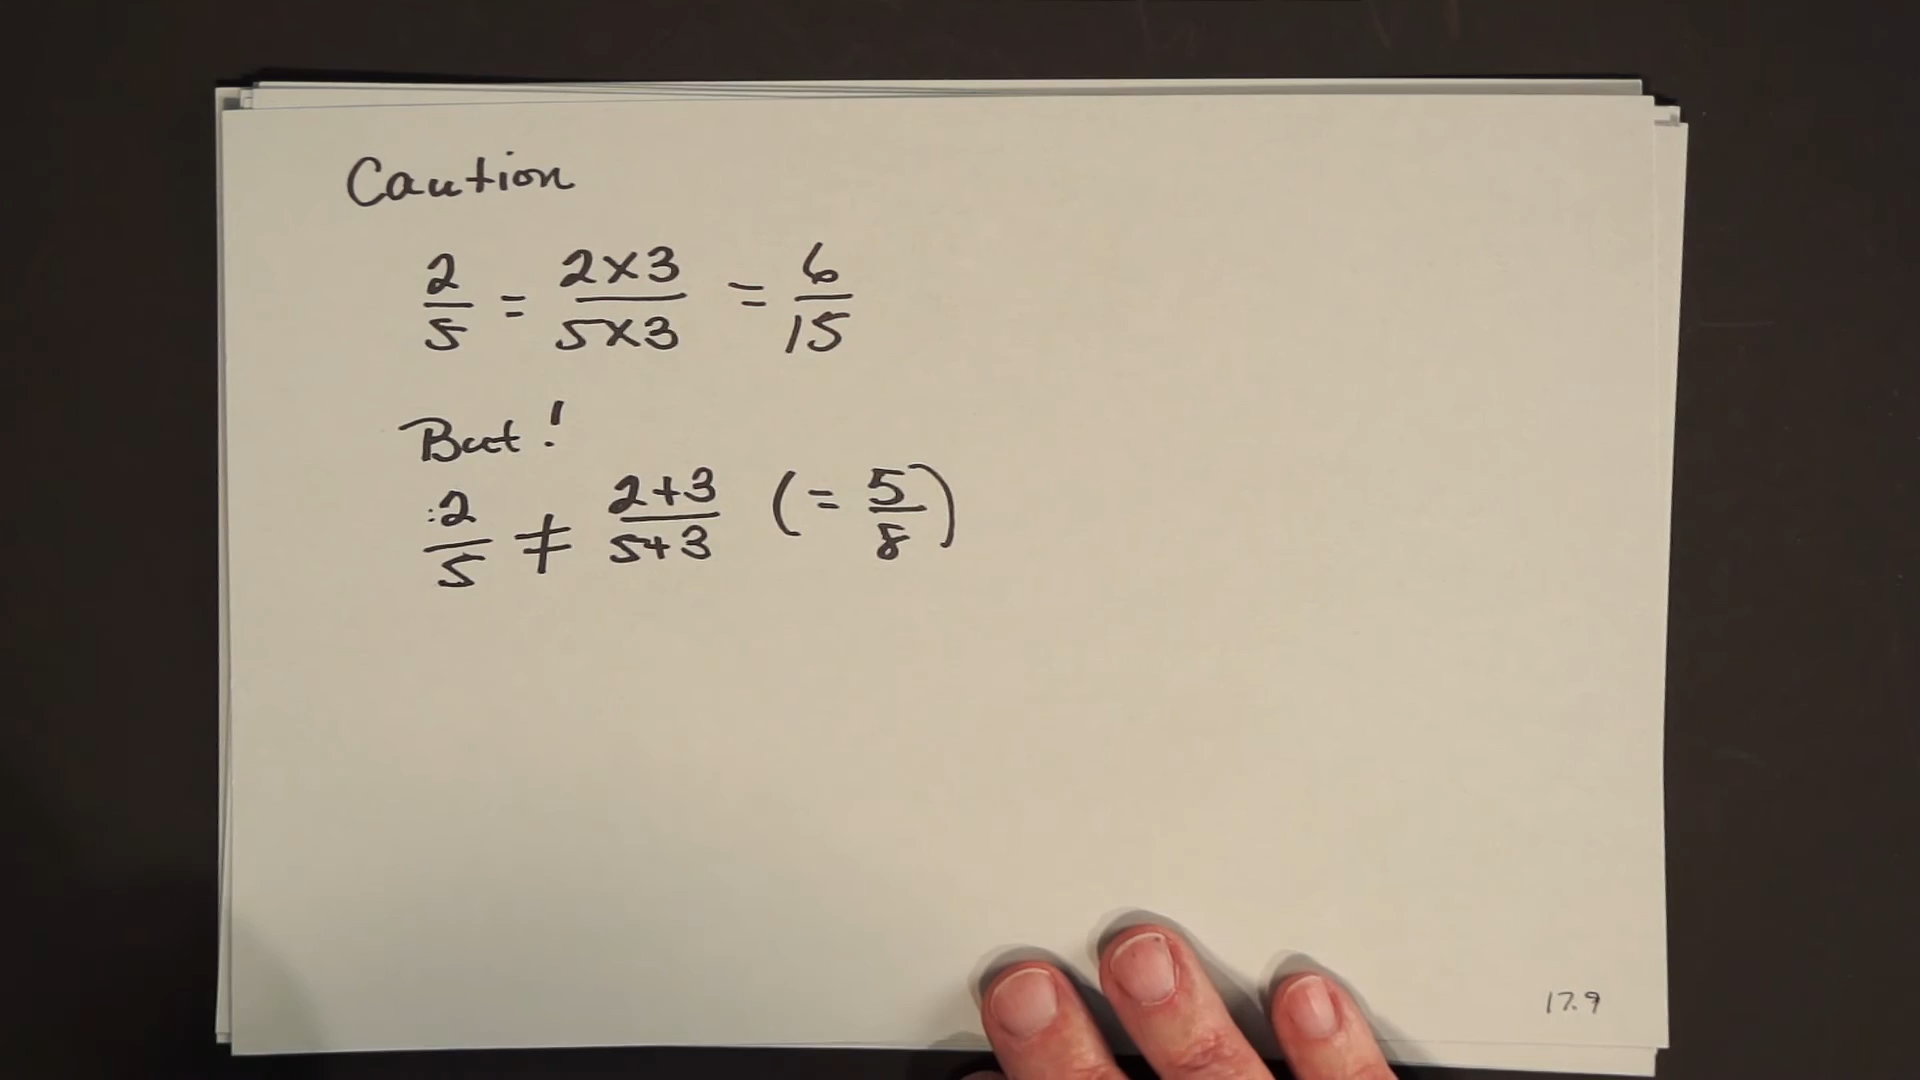 Caution
2/5 = 2×3/5×3 = 6/15
But!
2/5 ≠ 2+3/5+3 (= 5/8)
17.9